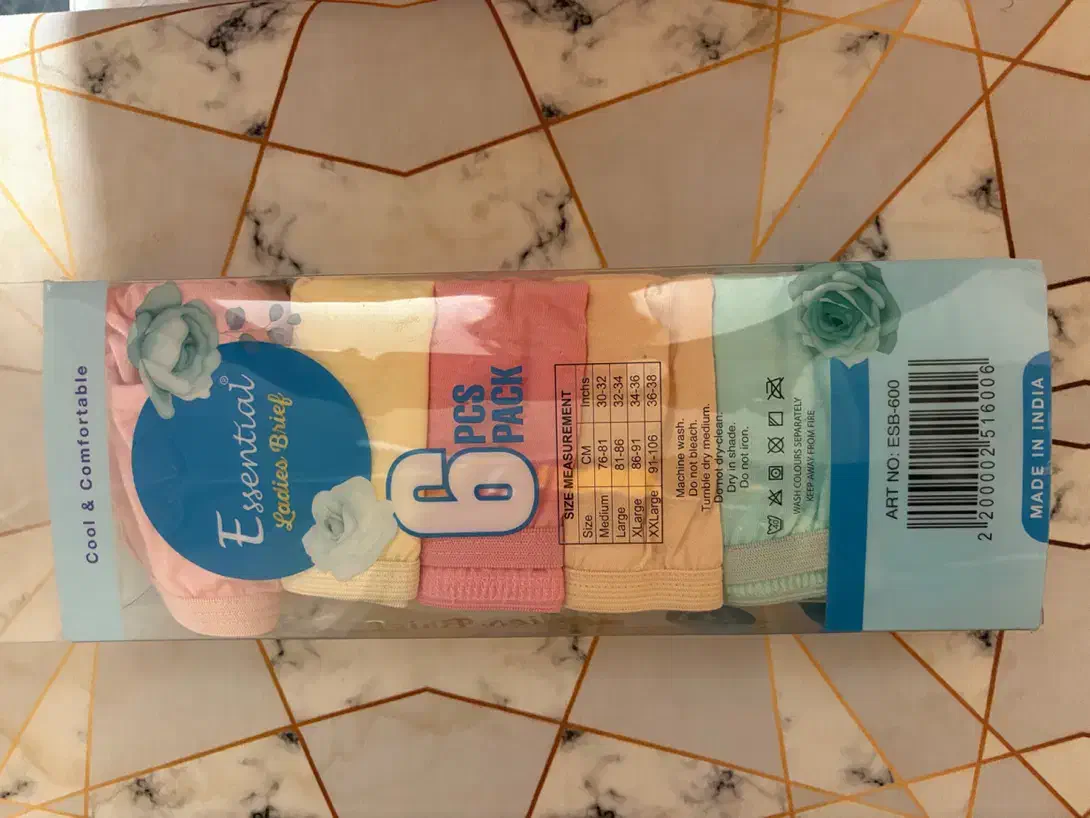 Cool & Comfortable
Essential®
Ladies Brief
6
PCS
PACK
SIZE MEASUREMENT
Size CM Inchs
Medium 76-81 30-32
Large 81-86 32-34
XLarge 86-91 34-36
XXLarge 91-106 36-38
Machine wash.
Do not bleach.
Tumble dry medium.
Do not dry-clean.
Dry in shade.
Do not iron.
WASH COLOURS SEPARATELY
KEEP AWAY FROM FIRE
ART NO: ESB-600
2 200002 516006
MADE IN INDIA